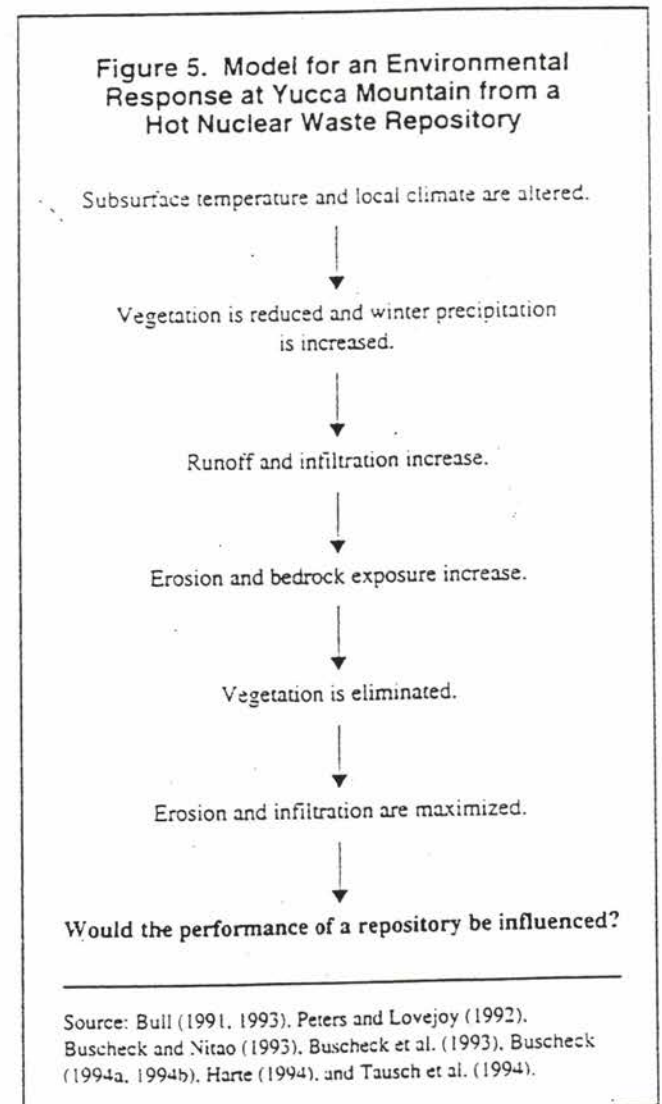 Figure 5. Model for an Environmental
Response at Yucca Mountain from a
Hot Nuclear Waste Repository
Subsurface temperature and local climate are altered.
Vegetation is reduced and winter precipitation
is increased.
Runoff and infiltration increase.
Erosion and bedrock exposure increase.
Vegetation is eliminated.
Erosion and infiltration are maximized.
Would the performance of a repository be influenced?
Source: Bull (1991, 1993), Peters and Lovejoy (1992),
Buscheck and Nitao (1993), Buscheck et al. (1993), Buscheck
(1994a, 1994b), Harte (1994), and Tausch et al. (1994).